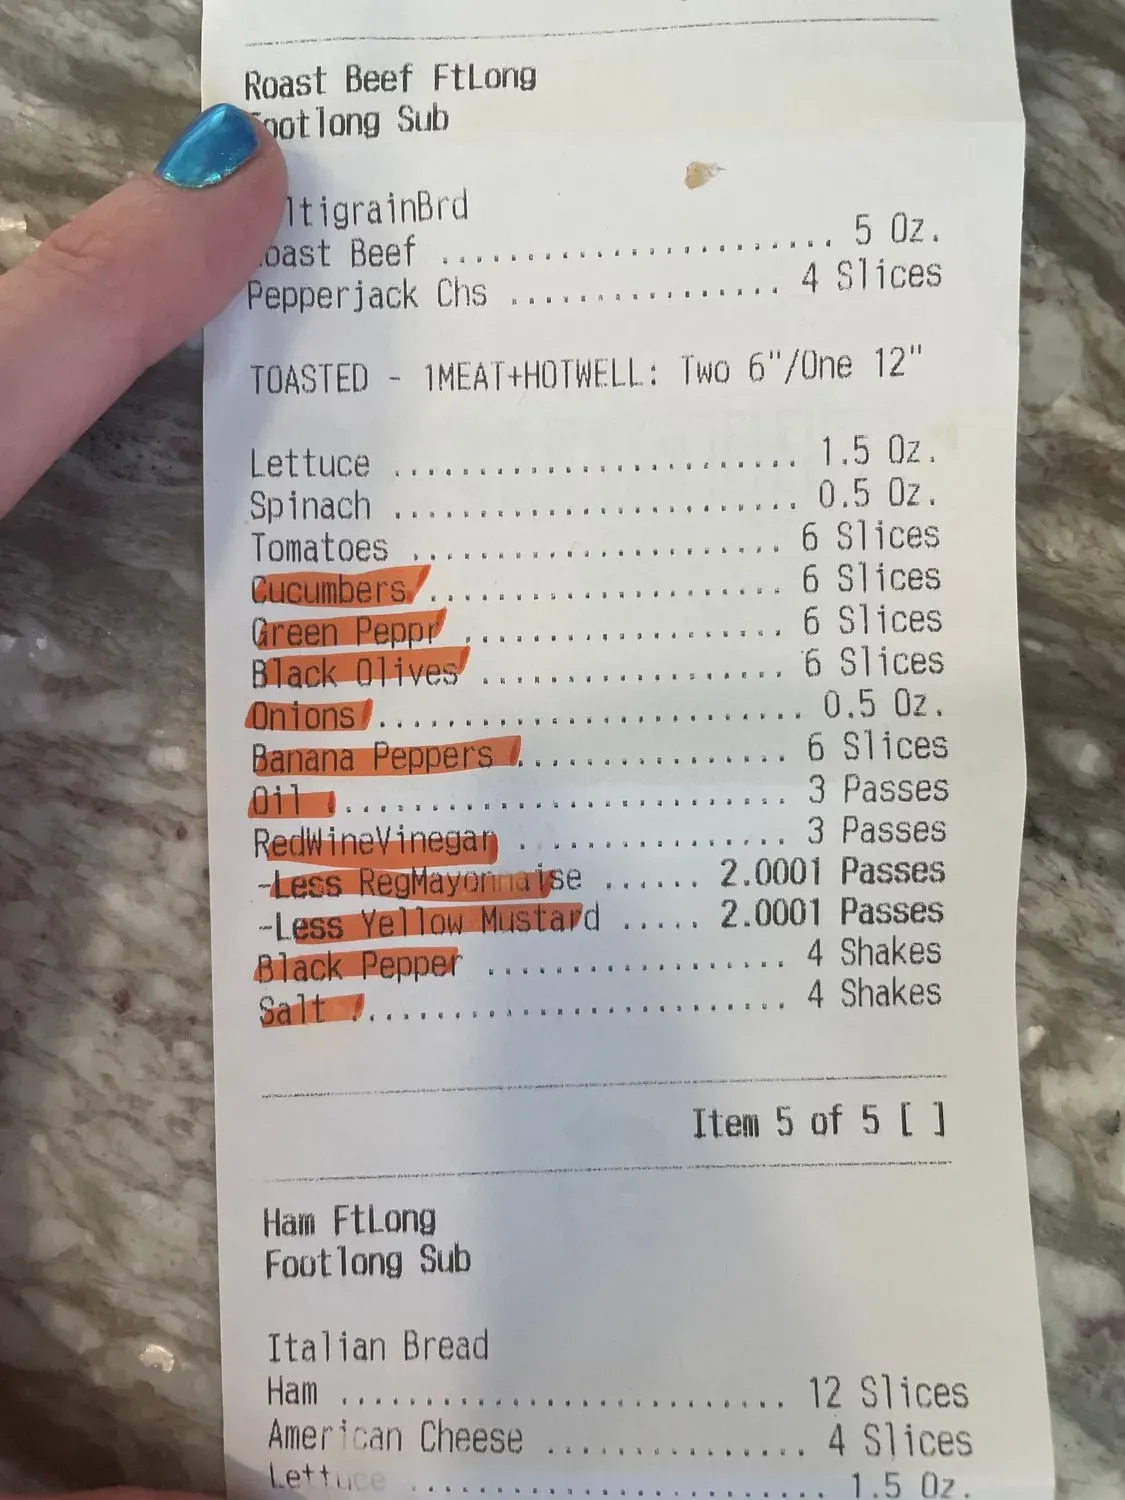 Roast Beef FtLong
Footlong Sub
ltigrainBrd
oast Beef ........................ 5 Oz.
Pepperjack Chs ................ 4 Slices
TOASTED - 1MEAT+HOTWELL: Two 6"/One 12"
Lettuce ........................ 1.5 Oz.
Spinach ........................ 0.5 Oz.
Tomatoes ...................... 6 Slices
Cucumbers ..................... 6 Slices
Green Peppr ................... 6 Slices
Black Olives .................. 6 Slices
Onions ......................... 0.5 Oz.
Banana Peppers ................ 6 Slices
Oil ........................... 3 Passes
RedWineVinegar ................ 3 Passes
-Less RegMayonnaise ...... 2.0001 Passes
-Less Yellow Mustard ..... 2.0001 Passes
Black Pepper .................. 4 Shakes
Salt .......................... 4 Shakes
Item 5 of 5 [ ]
Ham FtLong
Footlong Sub
Italian Bread
Ham .......................... 12 Slices
American Cheese ............... 4 Slices
Lettuce ........................ 1.5 Oz.